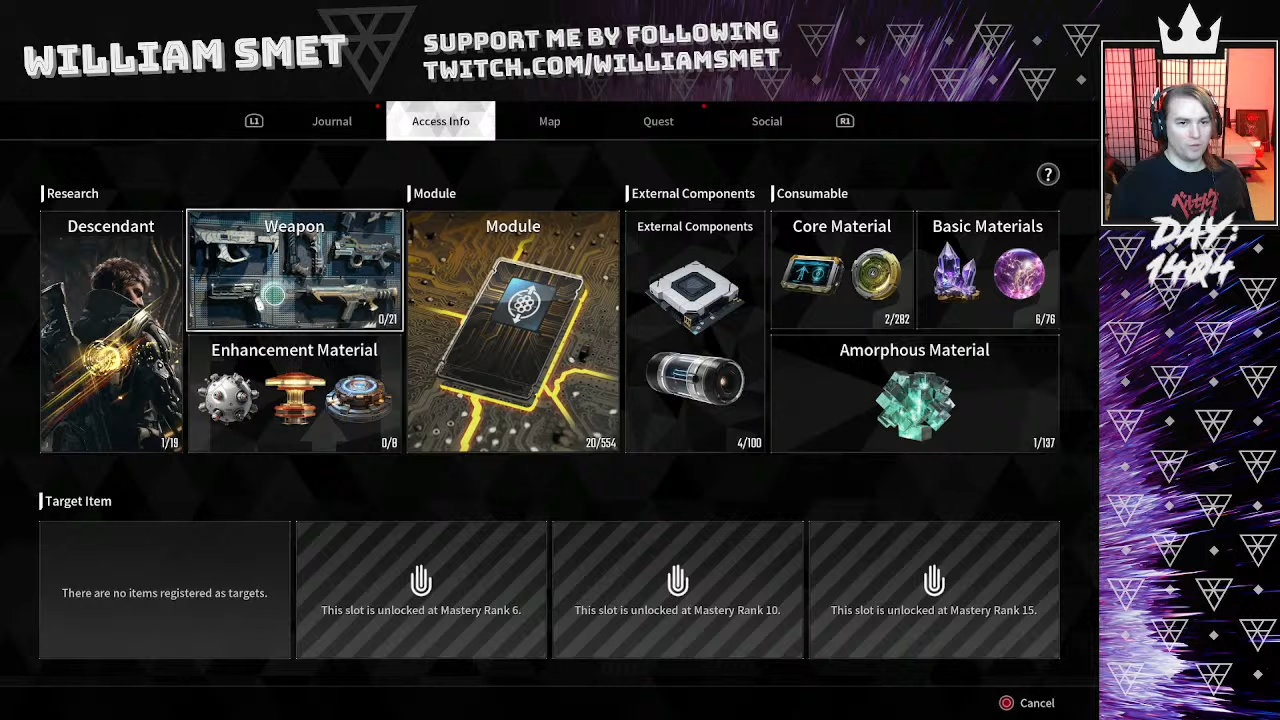 WILLIAM SMET
SUPPORT ME BY FOLLOWING
TWITCH.COM/WILLIAMSMET
L1
Journal
Access Info
Map
Quest
Social
R1
?
Research
Module
External Components
Consumable
Descendant
1/19
Weapon
0/21
Enhancement Material
0/8
Module
20/554
External Components
4/100
Core Material
2/282
Basic Materials
6/76
Amorphous Material
1/137
DAY:
1404
Target Item
There are no items registered as targets.
This slot is unlocked at Mastery Rank 6.
This slot is unlocked at Mastery Rank 10.
This slot is unlocked at Mastery Rank 15.
Cancel